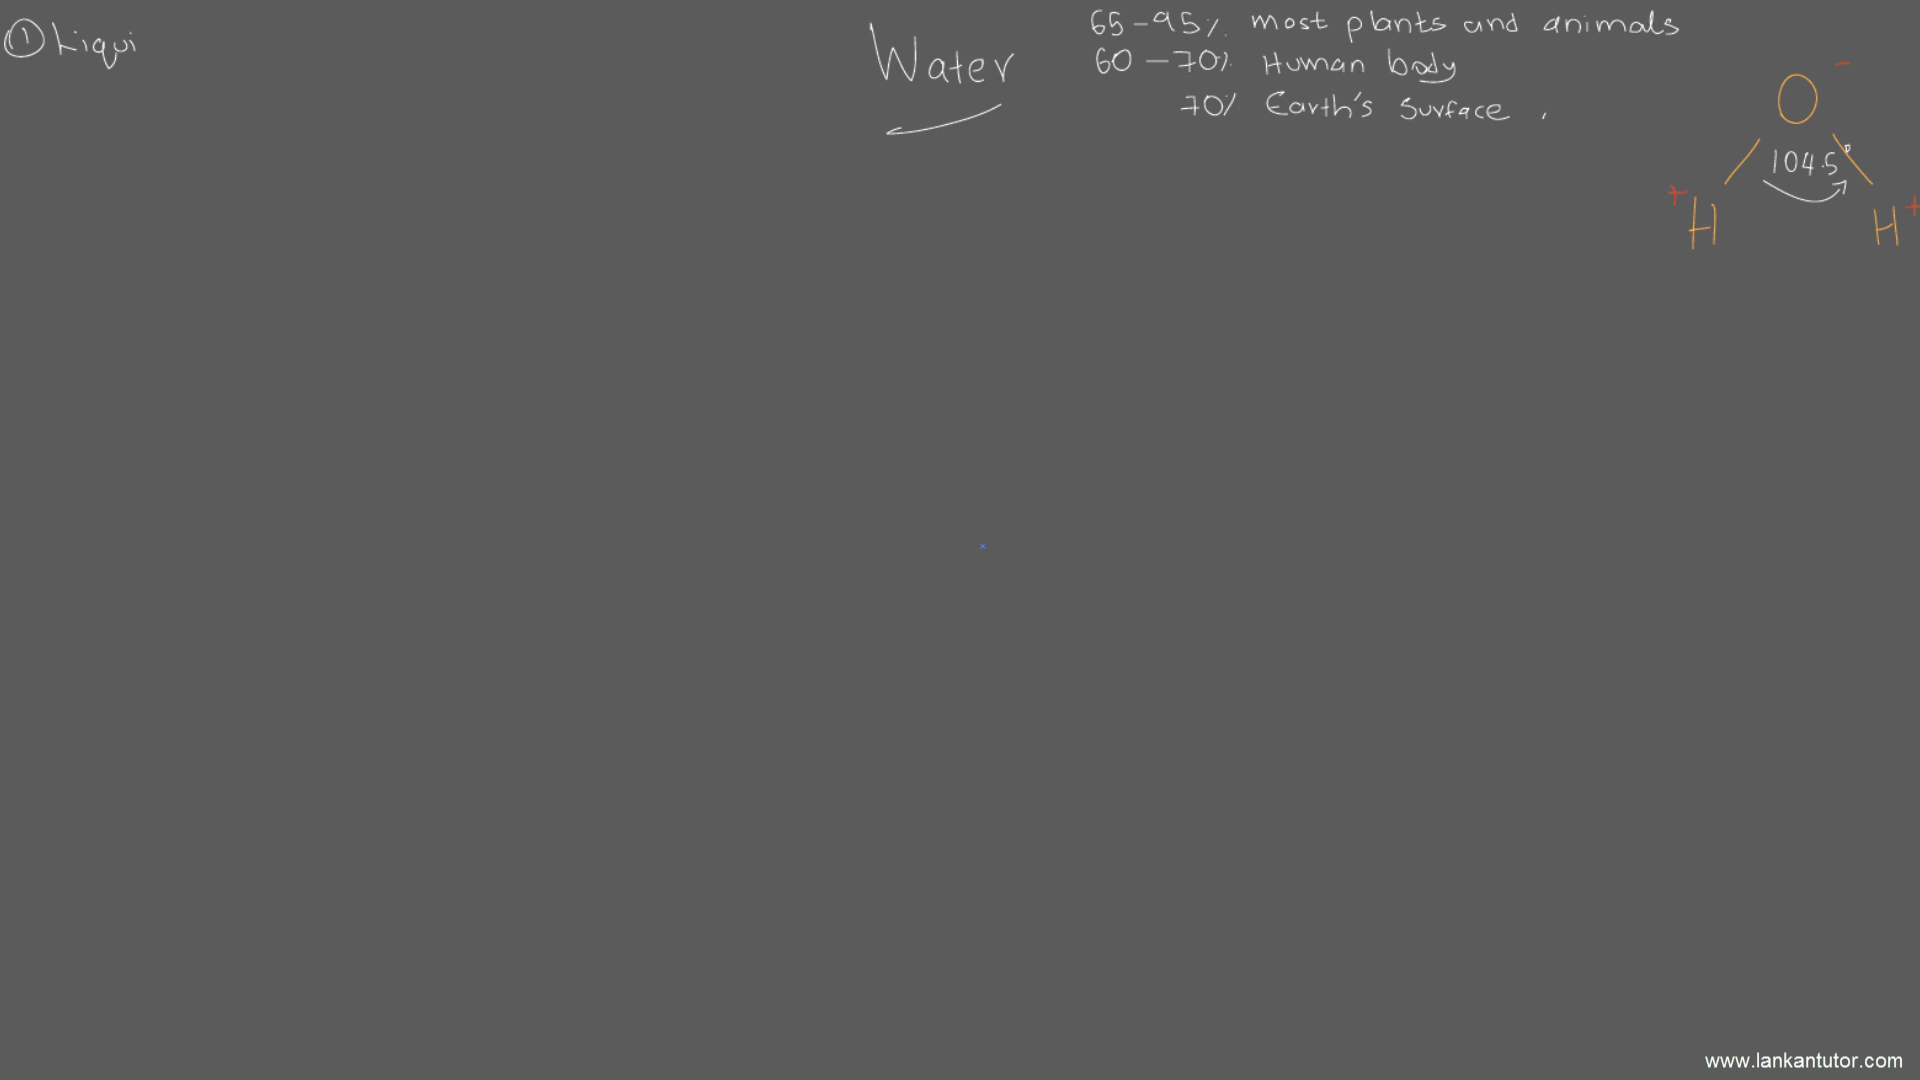 ① Liqui
Water
65-95% most plants and animals
60-70% Human body
70% Earth's Surface.
O -
104.5°
+ H
H +
www.lankantutor.com